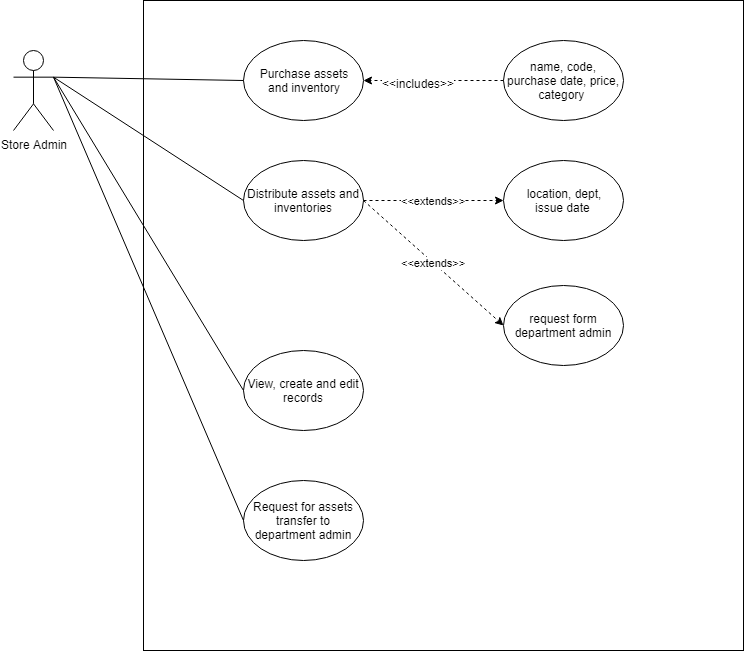 Store Admin
Purchase assets
and inventory
<<includes>>
name, code,
purchase date, price,
category
Distribute assets and
inventories
<<extends>>
location, dept,
issue date
<<extends>>
request form
department admin
View, create and edit
records
Request for assets
transfer to
department admin